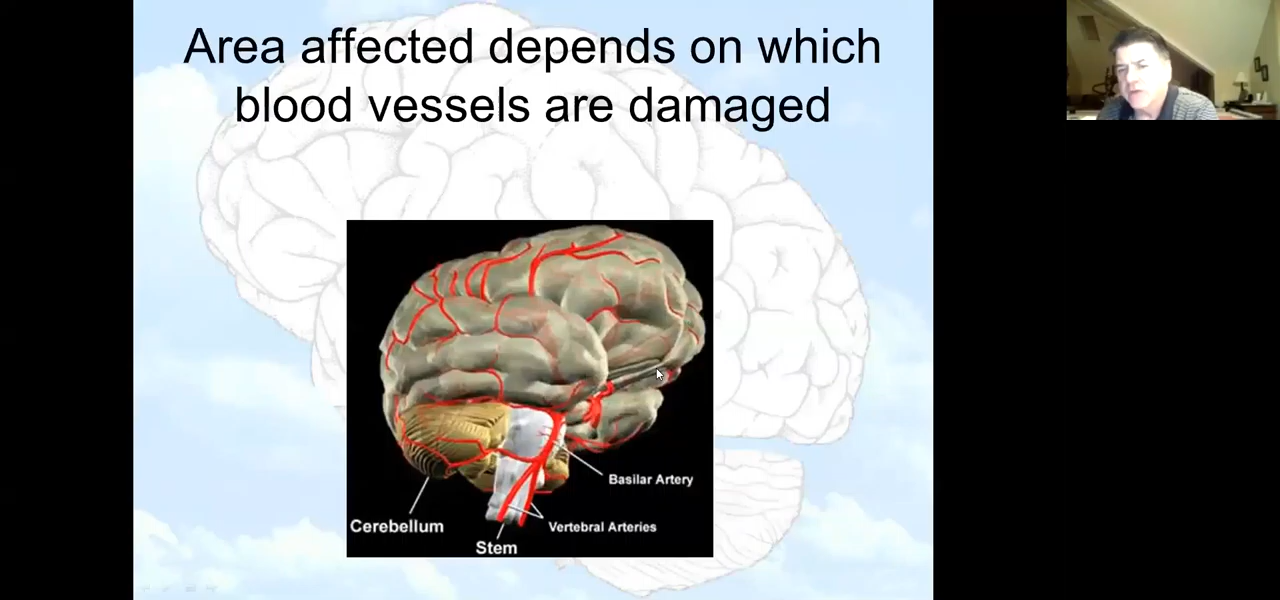 Area affected depends on which
blood vessels are damaged
Basilar Artery
Cerebellum
Vertebral Arteries
Stem